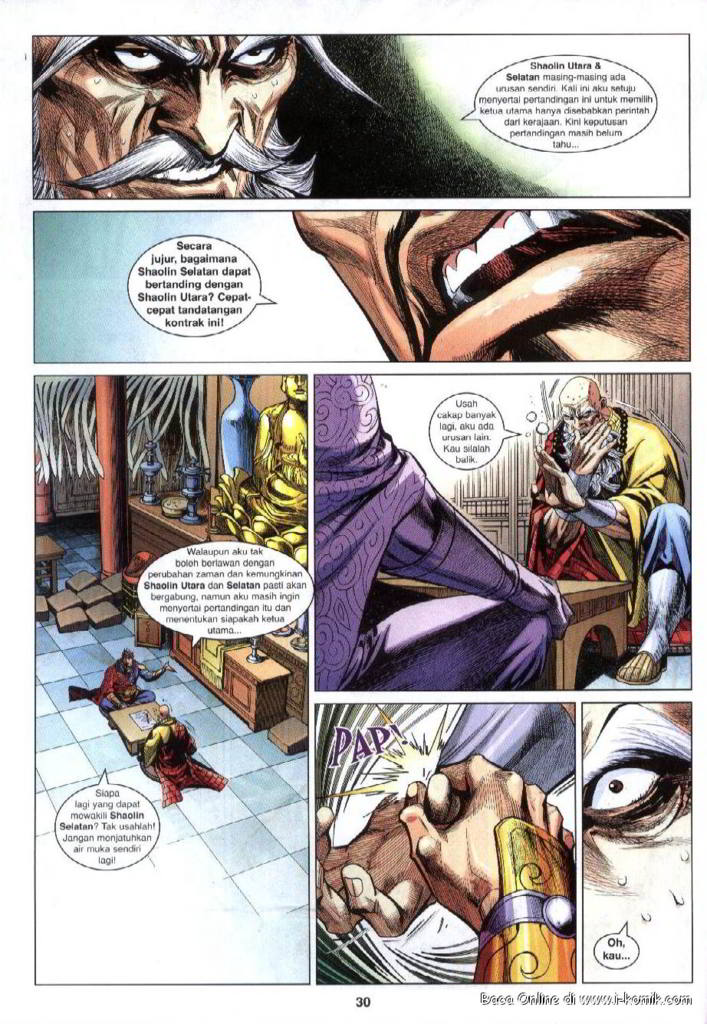 Shaolin Utara &
Selatan masing-masing ada
urusan sendiri. Kali ini aku setuju
menyertai pertandingan ini untuk memilih
ketua utama hanya disebabkan perintah
dari kerajaan. Kini keputusan
pertandingan masih belum
tahu...
Secara
jujur, bagaimana
Shaolin Selatan dapat
bertanding dengan
Shaolin Utara? Cepat-
cepat tandatangan
kontrak ini!
Walaupun aku tak
boleh berlawan dengan
perubahan zaman dan kemungkinan
Shaolin Utara dan Selatan pasti akan
bergabung, namun aku masih ingin
menyertai pertandingan itu dan
menentukan siapakah ketua
utama...
Siapa
lagi yang dapat
mewakili Shaolin
Selatan? Tak usahlah!
Jangan menjatuhkan
air muka sendiri
lagi!
Usah
cakap banyak
lagi, aku ada
urusan lain.
Kau silalah
balik.
PAP!
Oh,
kau...
30
Baca Online di www.i-komik.com